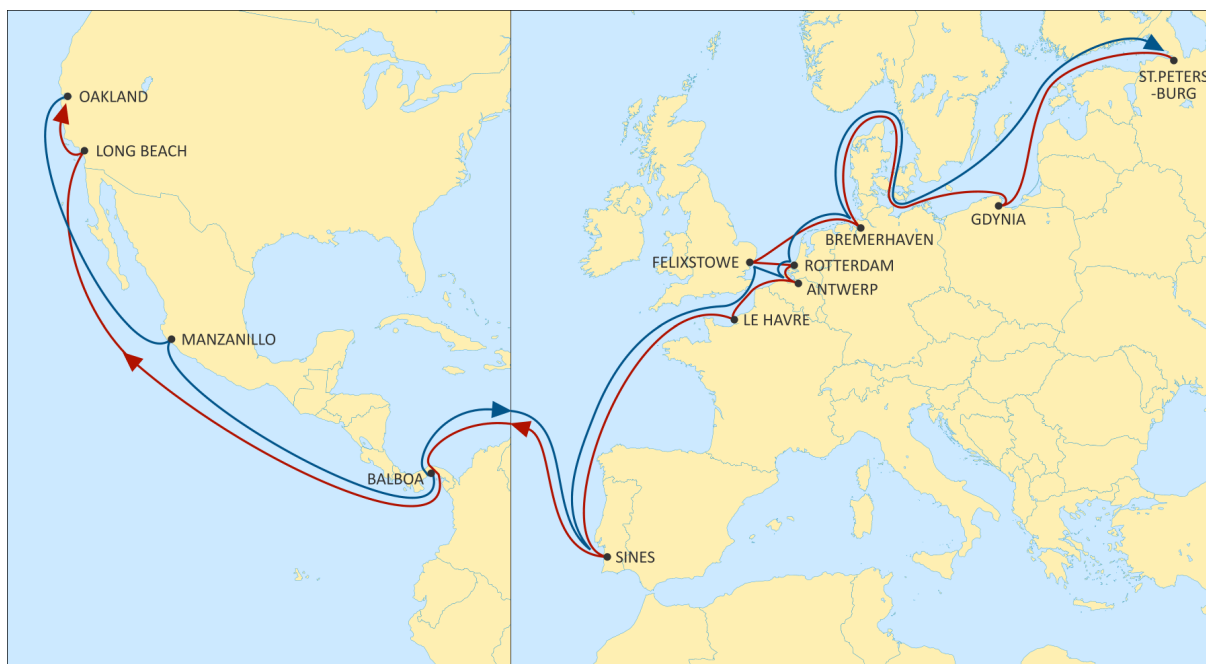 OAKLAND
LONG BEACH
MANZANILLO
BALBOA
ST.PETERS
-BURG
GDYNIA
BREMERHAVEN
FELIXSTOWE
ROTTERDAM
ANTWERP
LE HAVRE
SINES